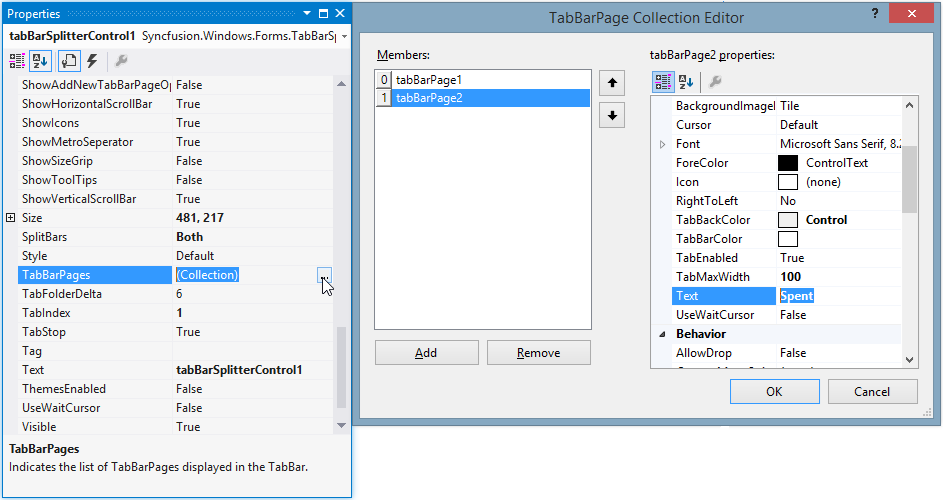 Properties
tabBarSplitterControl1 Syncfusion.Windows.Forms.TabBarSp
ShowAddNewTabBarPageOp False
ShowHorizontalScrollBar True
ShowIcons True
ShowMetroSeperator True
ShowSizeGrip False
ShowToolTips False
ShowVerticalScrollBar True
Size 481, 217
SplitBars Both
Style Default
TabBarPages (Collection) ...
TabFolderDelta 6
TabIndex 1
TabStop True
Tag
Text tabBarSplitterControl1
ThemesEnabled False
UseWaitCursor False
Visible True
TabBarPages
Indicates the list of TabBarPages displayed in the TabBar.
TabBarPage Collection Editor
Members:
0 tabBarPage1
1 tabBarPage2
Add Remove
tabBarPage2 properties:
BackgroundImagel Tile
Cursor Default
Font Microsoft Sans Serif, 8.2
ForeColor ControlText
Icon (none)
RightToLeft No
TabBackColor Control
TabBarColor
TabEnabled True
TabMaxWidth 100
Text Spent
UseWaitCursor False
Behavior
AllowDrop False
OK Cancel